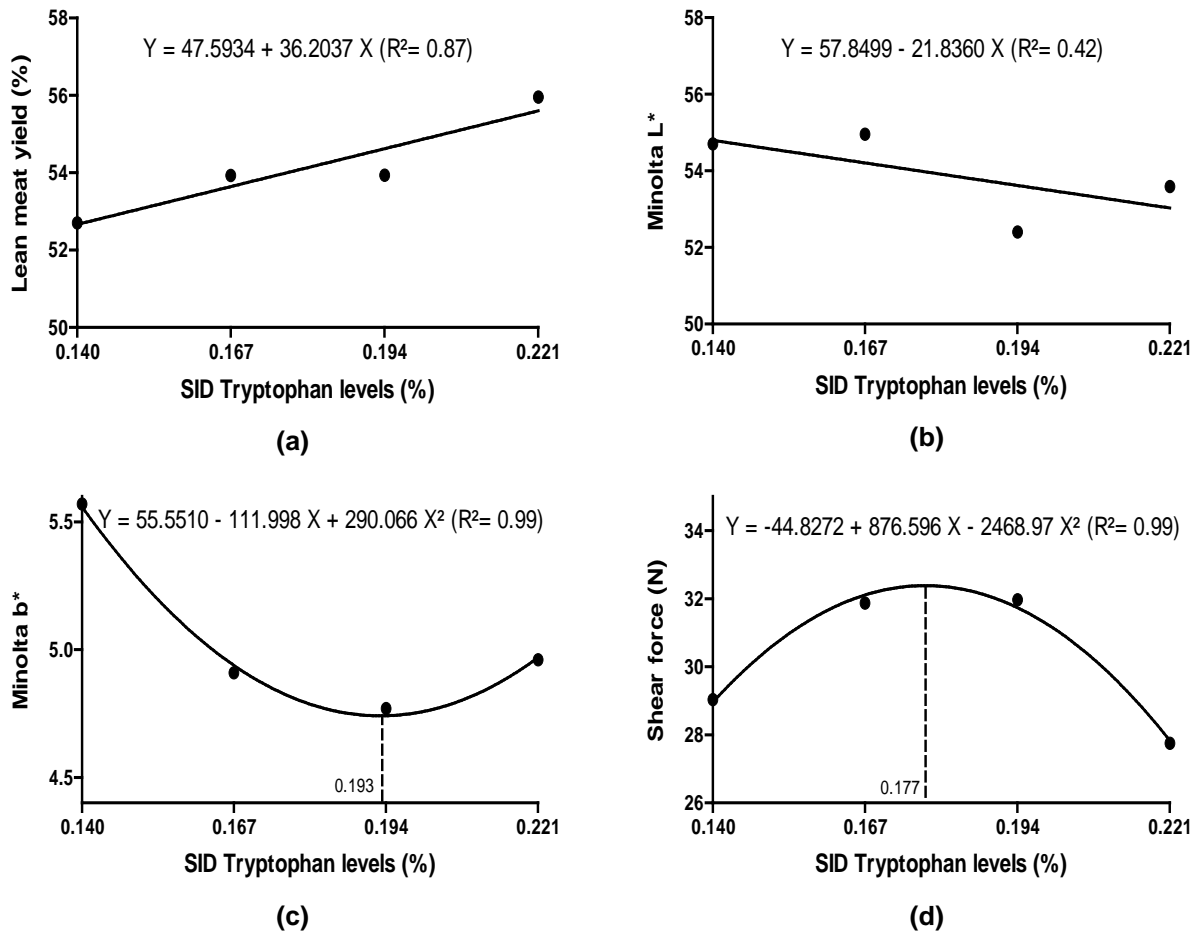 Y = 47.5934 + 36.2037 X (R²= 0.87)
Lean meat yield (%)
58
56
54
52
50
0.140 0.167 0.194 0.221
SID Tryptophan levels (%)
(a)
Y = 57.8499 - 21.8360 X (R²= 0.42)
Minolta L*
58
56
54
52
50
0.140 0.167 0.194 0.221
SID Tryptophan levels (%)
(b)
Y = 55.5510 - 111.998 X + 290.066 X² (R²= 0.99)
Minolta b*
5.5
5.0
4.5
0.193
0.140 0.167 0.194 0.221
SID Tryptophan levels (%)
(c)
Y = -44.8272 + 876.596 X - 2468.97 X² (R²= 0.99)
Shear force (N)
34
32
30
28
26
0.177
0.140 0.167 0.194 0.221
SID Tryptophan levels (%)
(d)